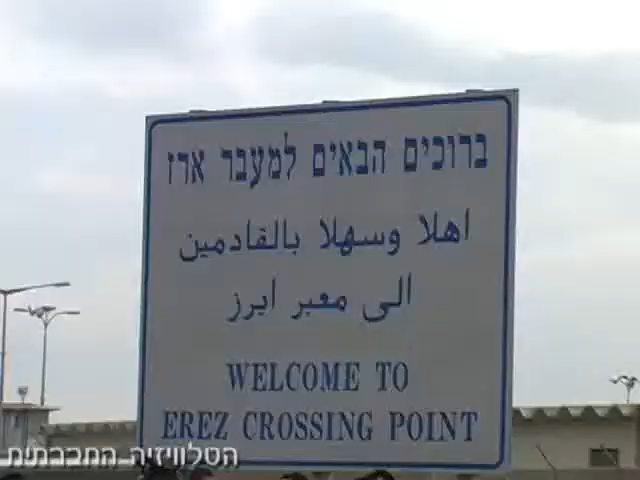 ברוכים הבאים למעבר ארז
اهلا وسهلا بالقادمين
الى معبر ايرز
WELCOME TO
EREZ CROSSING POINT
הטלוויזיה החברתית